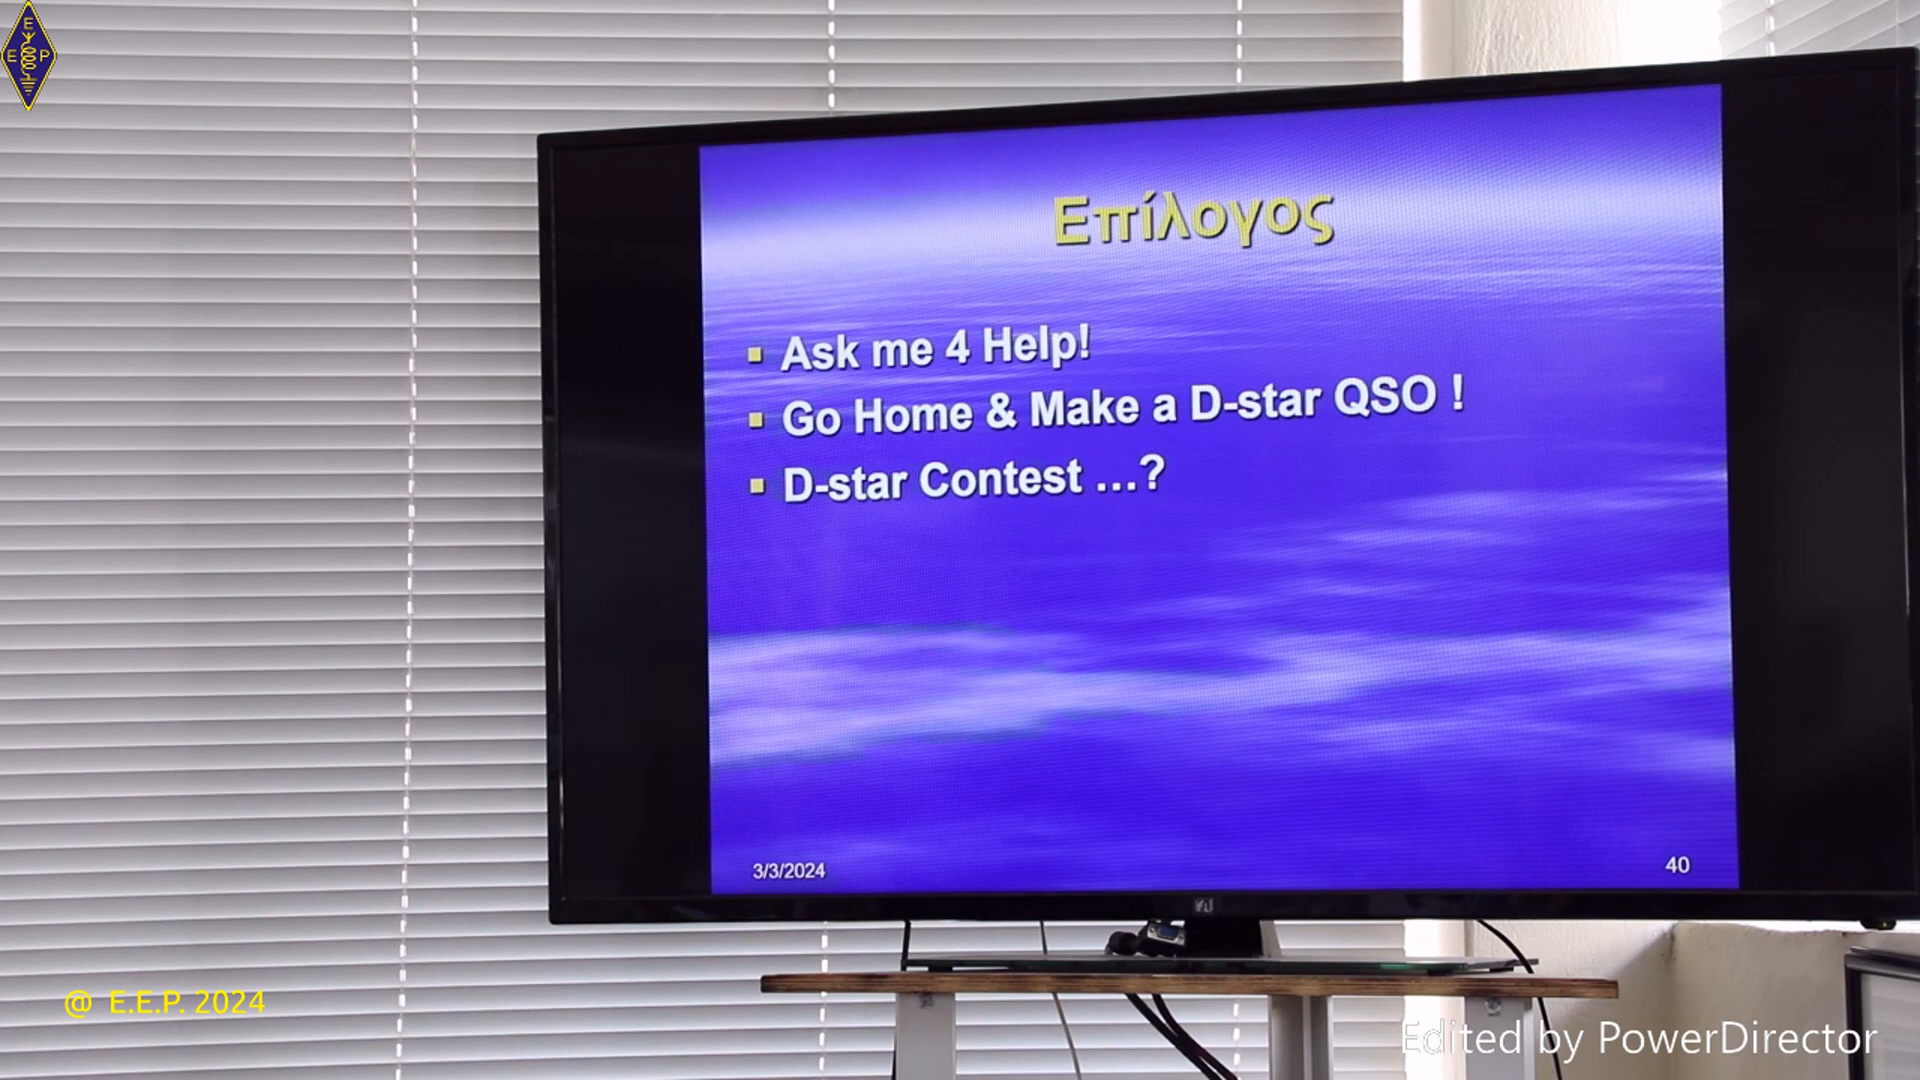 E
E P
Επίλογος
Ask me 4 Help!
Go Home & Make a D-star QSO !
D-star Contest ...?
3/3/2024
40
@ E.E.P. 2024
Edited by PowerDirector